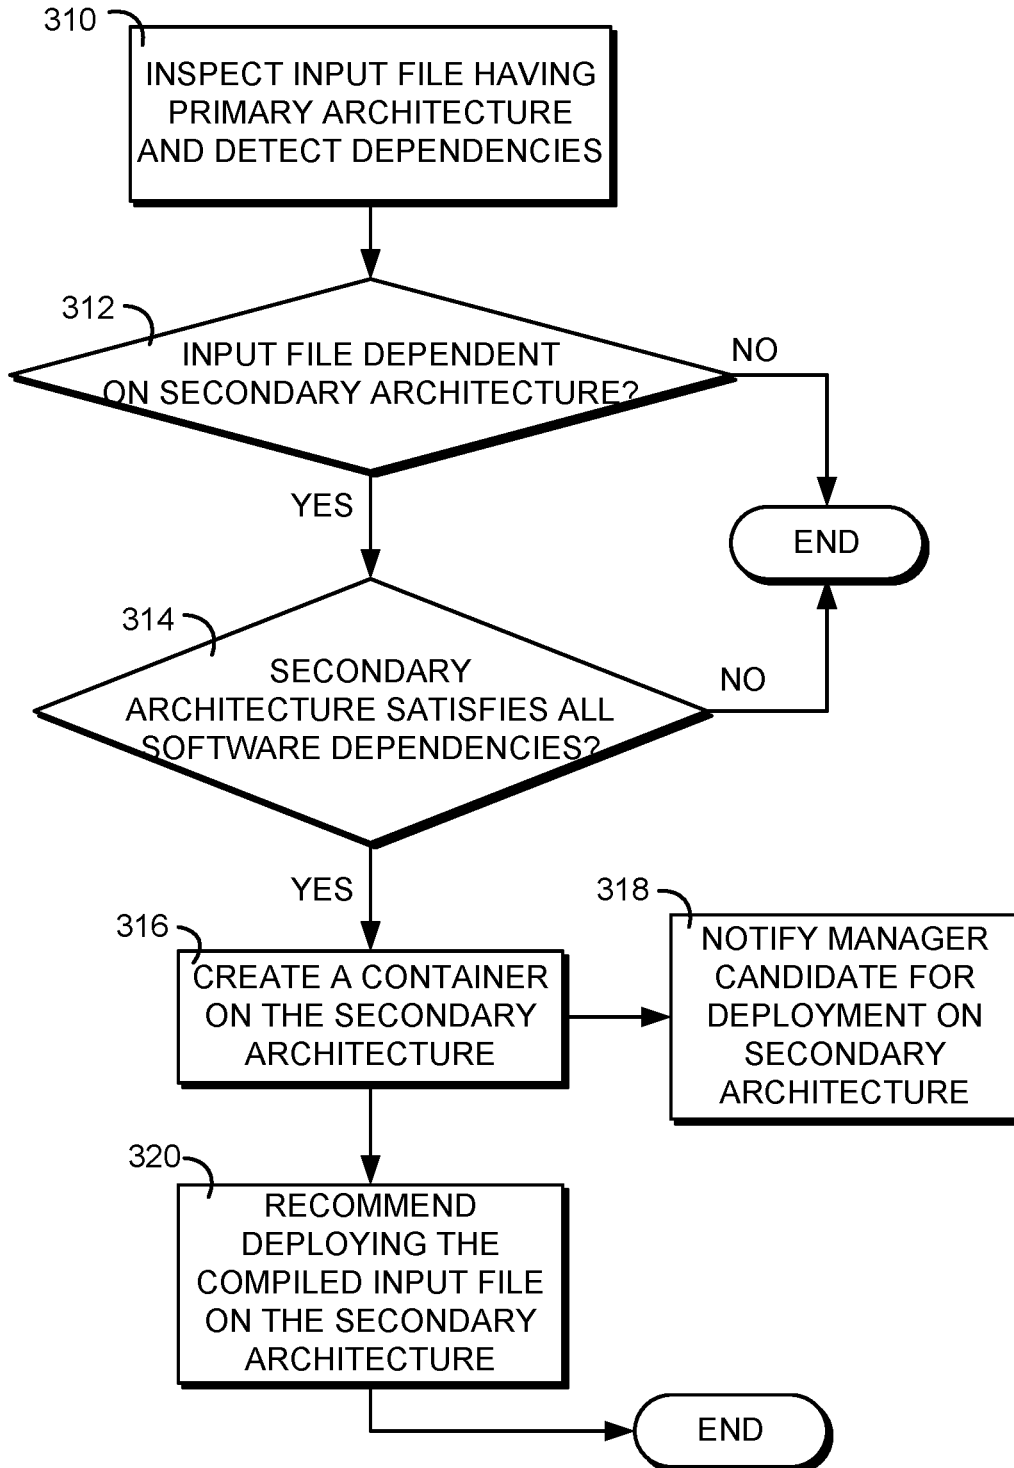 310
INSPECT INPUT FILE HAVING
PRIMARY ARCHITECTURE
AND DETECT DEPENDENCIES
312
INPUT FILE DEPENDENT
ON SECONDARY ARCHITECTURE?
NO
YES
END
314
SECONDARY
ARCHITECTURE SATISFIES ALL
SOFTWARE DEPENDENCIES?
NO
YES
316
CREATE A CONTAINER
ON THE SECONDARY
ARCHITECTURE
318
NOTIFY MANAGER
CANDIDATE FOR
DEPLOYMENT ON
SECONDARY
ARCHITECTURE
320
RECOMMEND
DEPLOYING THE
COMPILED INPUT FILE
ON THE SECONDARY
ARCHITECTURE
END